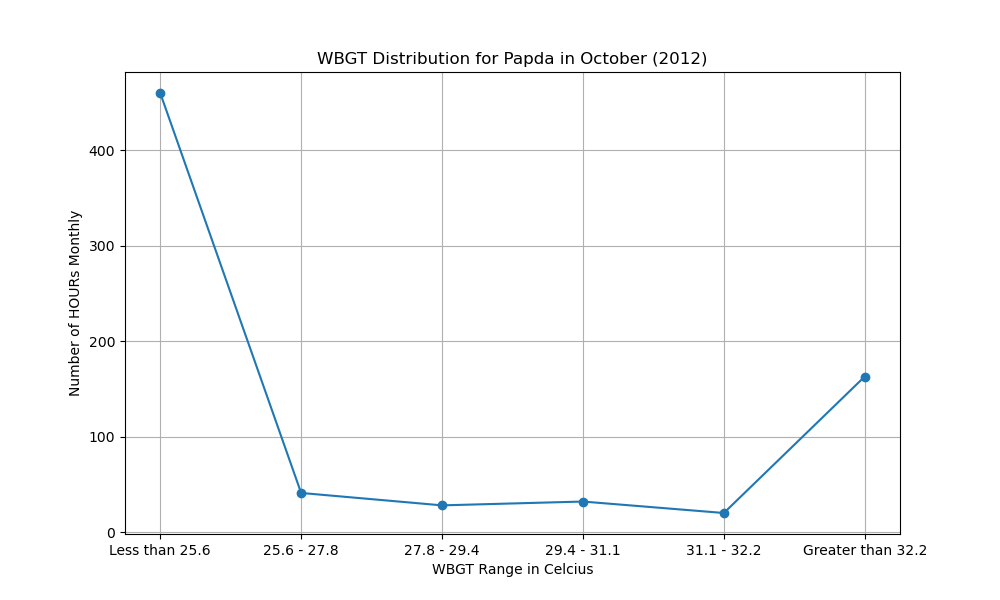 WBGT Distribution for Papda in October (2012)
Number of HOURs Monthly
400
300
200
100
0
Less than 25.6
25.6 - 27.8
27.8 - 29.4
29.4 - 31.1
31.1 - 32.2
Greater than 32.2
WBGT Range in Celcius